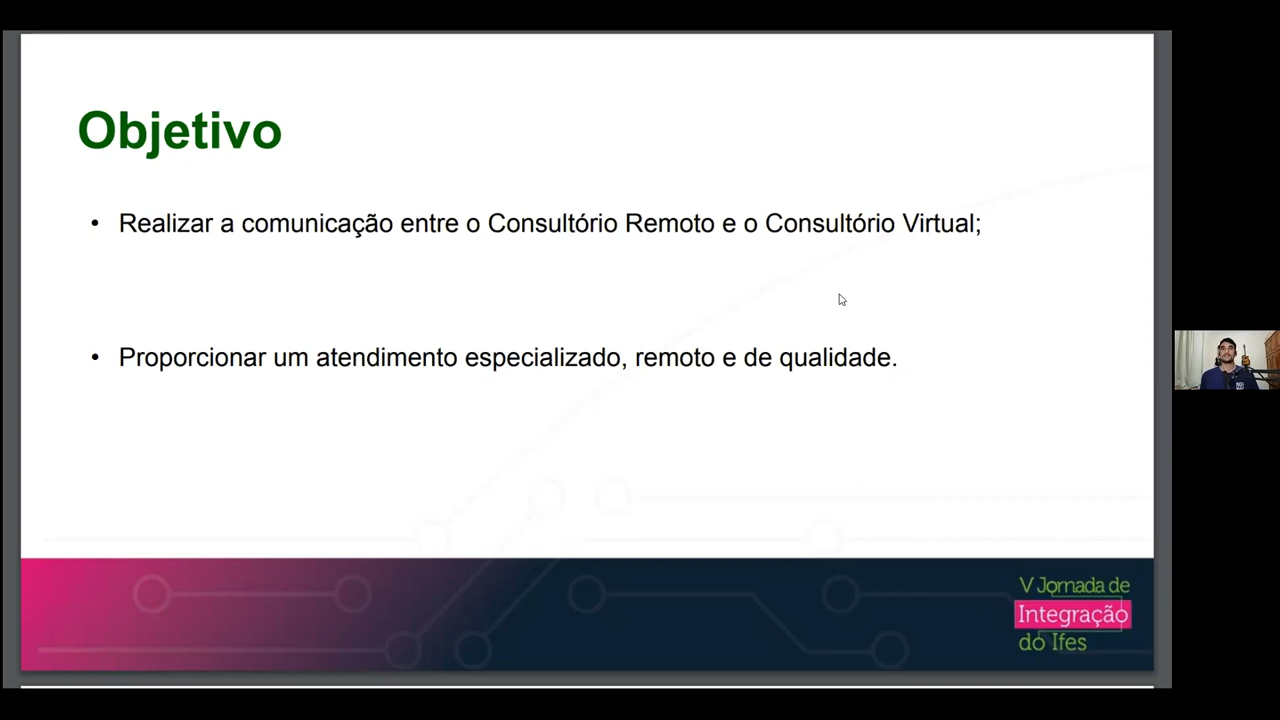 Objetivo
• Realizar a comunicação entre o Consultório Remoto e o Consultório Virtual;
• Proporcionar um atendimento especializado, remoto e de qualidade.
V Jornada de
Integração
do Ifes